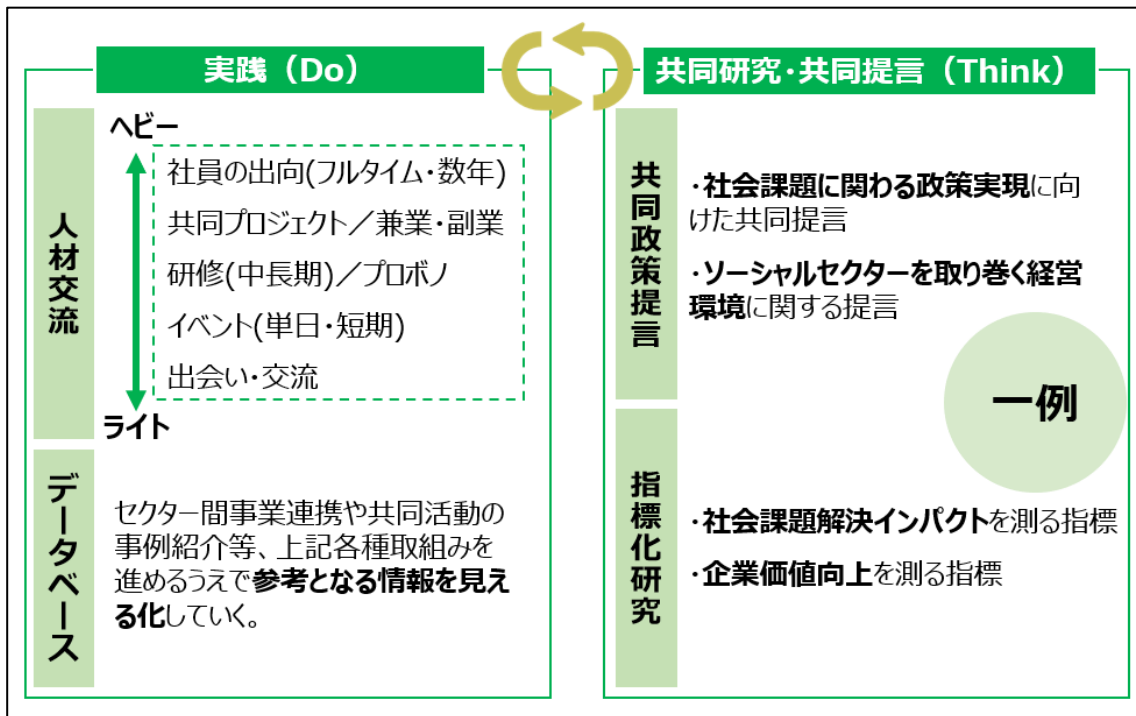 実践（Do）
人材交流
ヘビー
社員の出向(フルタイム・数年)
共同プロジェクト／兼業・副業
研修(中長期)／プロボノ
イベント(単日・短期)
出会い・交流
ライト
データベース
セクター間事業連携や共同活動の
事例紹介等、上記各種取組みを
進めるうえで参考となる情報を見え
る化していく。
共同研究・共同提言（Think）
共同政策提言
・社会課題に関わる政策実現に向
けた共同提言
・ソーシャルセクターを取り巻く経営
環境に関する提言
一例
指標化研究
・社会課題解決インパクトを測る指標
・企業価値向上を測る指標